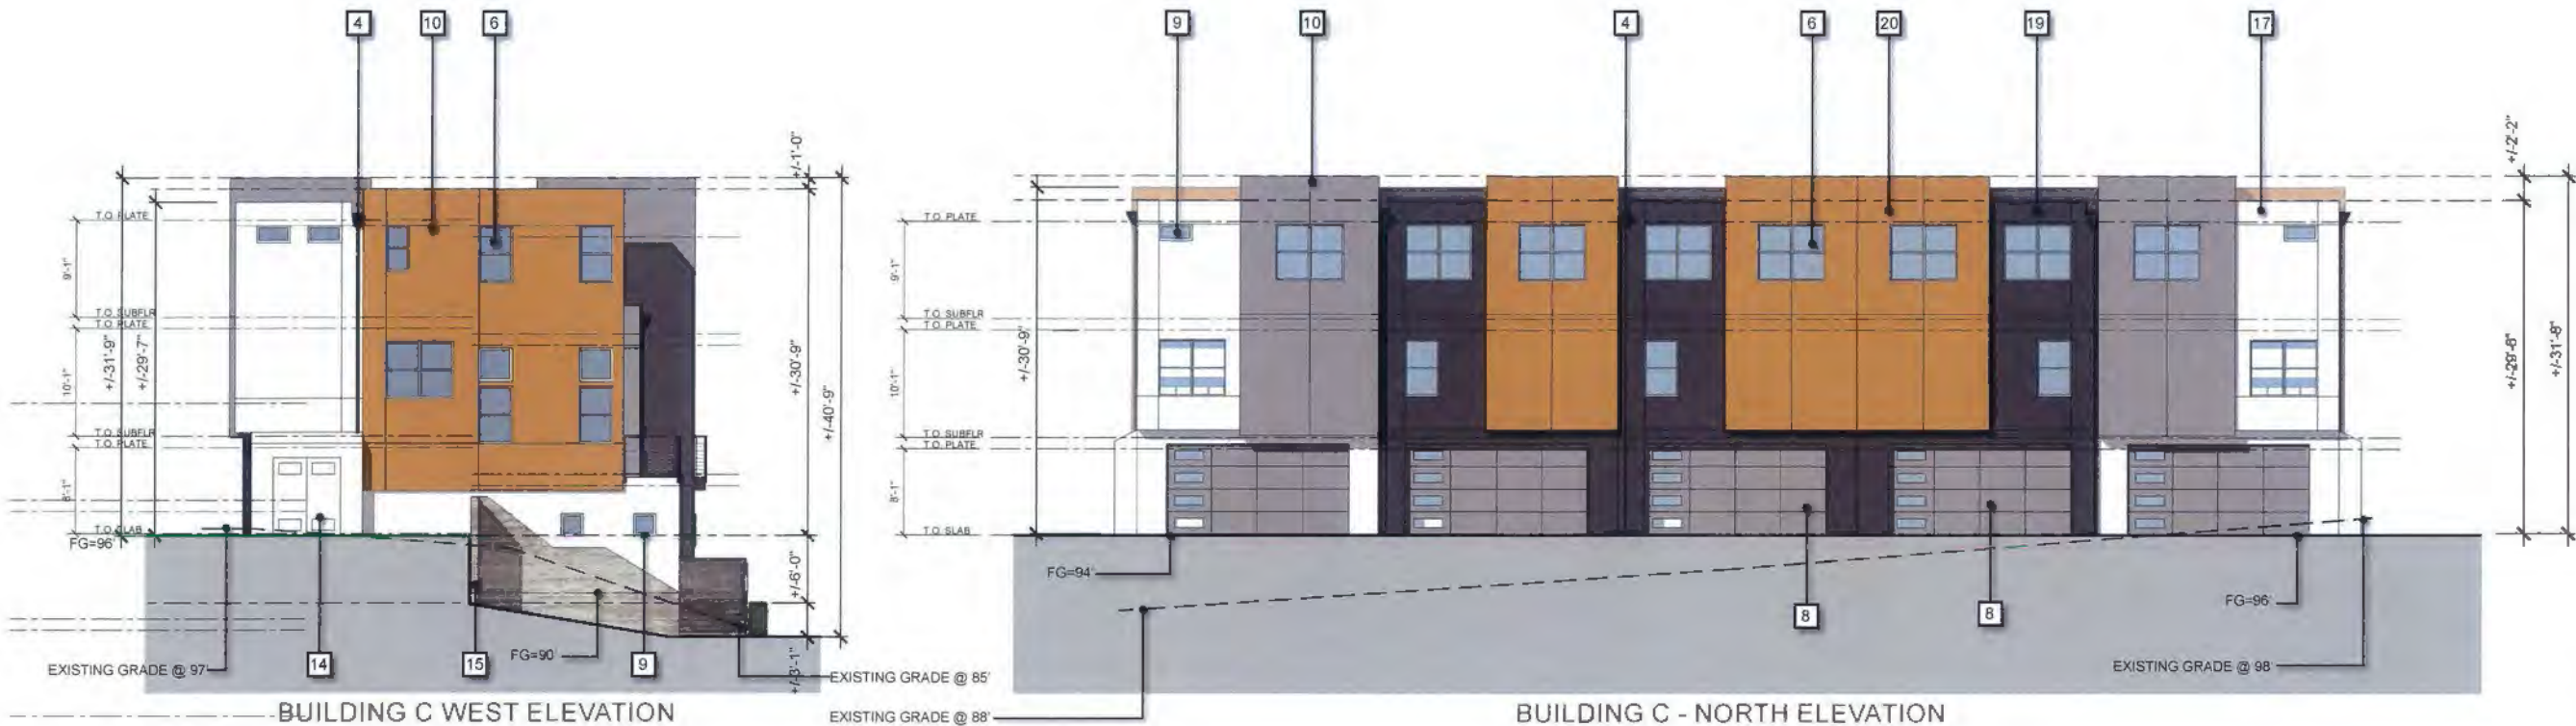 4 10 6 9 10 4 6 20 19 17
+/-1'-0"
+/-2'-2"
T.O. PLATE
9'-1"
T.O. SUBFLR
T.O. PLATE
+/-31'-9"
+/-29'-7"
10'-1"
T.O. SUBFLR
T.O. PLATE
8'-1"
T.O. SLAB
FG=96'
+/-30'-9"
+/-40'-9"
+/-6'-0"
+/-3'-1"
EXISTING GRADE @ 97'
14
15
FG=90
9
EXISTING GRADE @ 85'
BUILDING C WEST ELEVATION
T.O. PLATE
9'-1"
T.O. SUBFLR
T.O. PLATE
+/-30'-9"
10'-1"
T.O. SUBFLR
T.O. PLATE
8'-1"
T.O. SLAB
+/-31'-8"
FG=94'
8
8
FG=96'
EXISTING GRADE @ 98'
EXISTING GRADE @ 88'
BUILDING C - NORTH ELEVATION